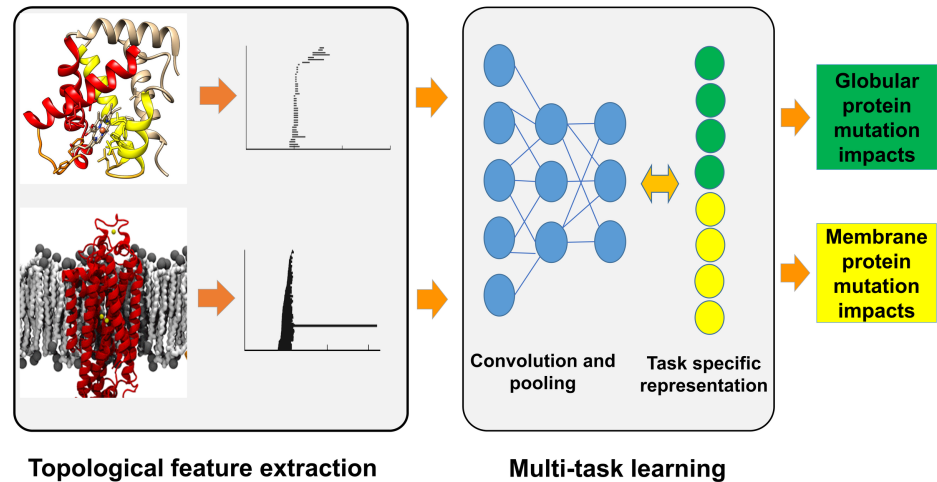 Globular
protein
mutation
impacts
Membrane
protein
mutation
impacts
Convolution and
pooling
Task specific
representation
Topological feature extraction
Multi-task learning